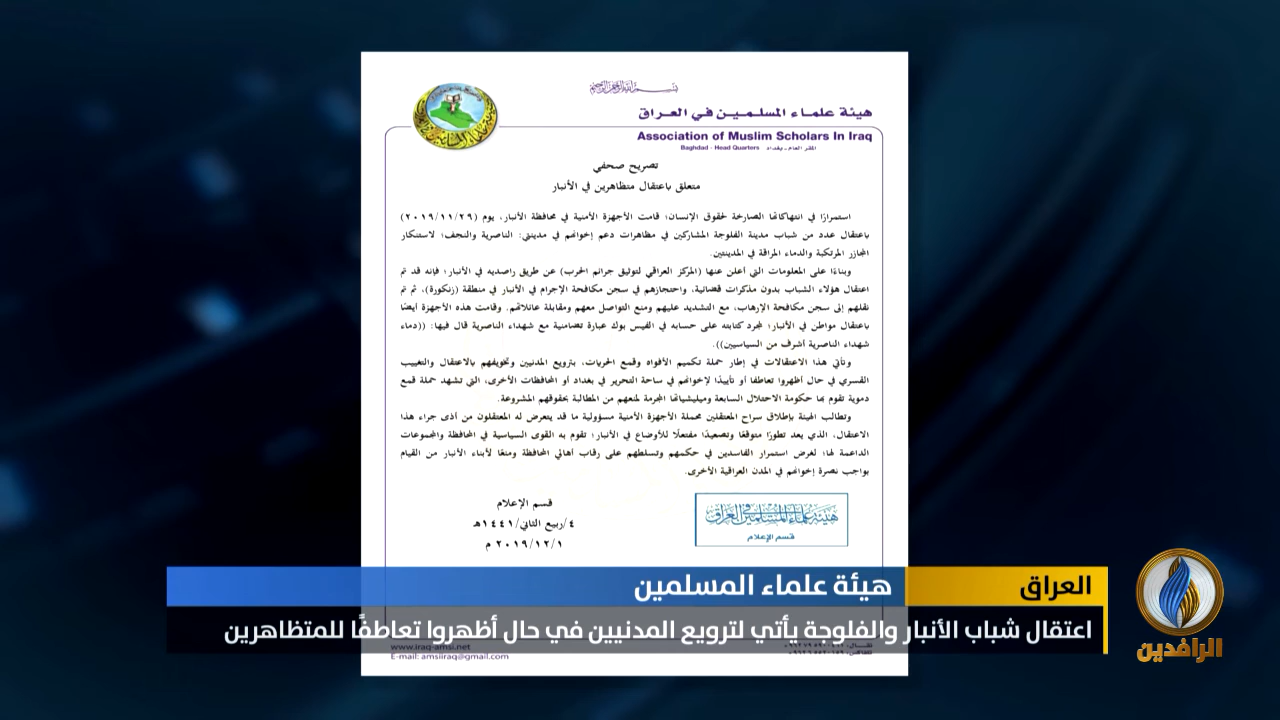 بسم الله الرحمن الرحيم
هيئة علماء المسلمين في العراق
Association of Muslim Scholars In Iraq
Baghdad - Head Quarters المقر العام - بغداد
تصريح صحفي
متعلق باعتقال متظاهرين في الأنبار
استمرارًا في انتهاكاتها الصارخة لحقوق الإنسان؛ قامت الأجهزة الأمنية في محافظة الأنبار، يوم (٢٠١٩/١١/٢٩)
باعتقال عدد من شباب مدينة الفلوجة المشاركين في مظاهرات دعم إخوانهم في مدينتي: الناصرية والنجف؛ لاستنكار
المجازر المرتكبة والدماء المراقة في المدينتين.
وبناءًا على المعلومات التي أعلن عنها (المركز العراقي لتوثيق جرائم الحرب) عن طريق راصديه في الأنبار؛ فإنه قد تم
اعتقال هؤلاء الشباب بدون مذكرات قضائية، واحتجازهم في سجن مكافحة الإجرام في الأنبار في منطقة (زنكورة)، ثم تم
نقلهم إلى سجن مكافحة الإرهاب، مع التشديد عليهم ومنع التواصل معهم ومقابلة عائلاتهم. وقامت هذه الأجهزة أيضًا
باعتقال مواطن في الأنبار؛ لمجرد كتابته على حسابه في الفيس بوك عبارة تضامنية مع شهداء الناصرية قال فيها: ((دماء
شهداء الناصرية أشرف من السياسيين)).
وتأتي هذا الاعتقالات في إطار حملة تكميم الأفواه وقمع الحريات، بترويع المدنيين وتخويفهم بالاعتقال والتغييب
القسري في حال أظهروا تعاطفا أو تأييدًا لإخوانهم في ساحة التحرير في بغداد أو المحافظات الأخرى، التي تشهد حملة قمع
دموية تقوم بها حكومة الاحتلال السابعة وميليشياتها المجرمة لمنعهم من المطالبة بحقوقهم المشروعة.
وتطالب الهيئة بإطلاق سراح المعتقلين محملة الأجهزة الأمنية مسؤولية ما قد يتعرض له المعتقلون من أذى جراء هذا
الاعتقال، الذي يعد تطورًا متوقعًا وتصعيدًا مفتعلًا للأوضاع في الأنبار؛ تقوم به القوى السياسية في المحافظة والمجموعات
الداعمة لها؛ لغرض استمرار الفاسدين في حكمهم وتسلطهم على رقاب أهالي المحافظة ومنعًا لأبناء الأنبار من القيام
بواجب نصرة إخوانهم في المدن العراقية الأخرى.
هيئة علماء المسلمين في العراق
قسم الإعلام
قسم الإعلام
٤/ربيع الثاني/١٤٤١هـ
٢٠١٩/١٢/١ م
العراق
هيئة علماء المسلمين
اعتقال شباب الأنبار والفلوجة يأتي لترويع المدنيين في حال أظهروا تعاطفًا للمتظاهرين
www.iraq-amsi.net
E-mail: amsiiraq@gmail.com
الرافدين